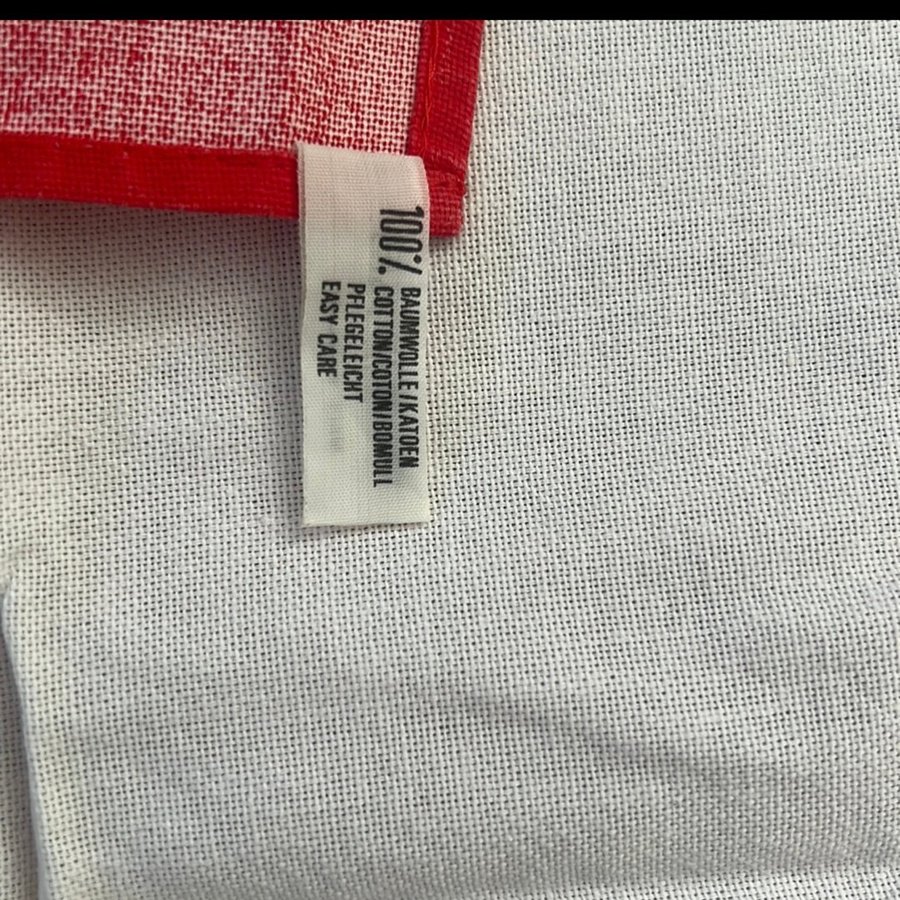 100% BAUMWOLLE/KATOEN
COTTON/COTON/BOMULL
PFLEGELEICHT
EASY CARE